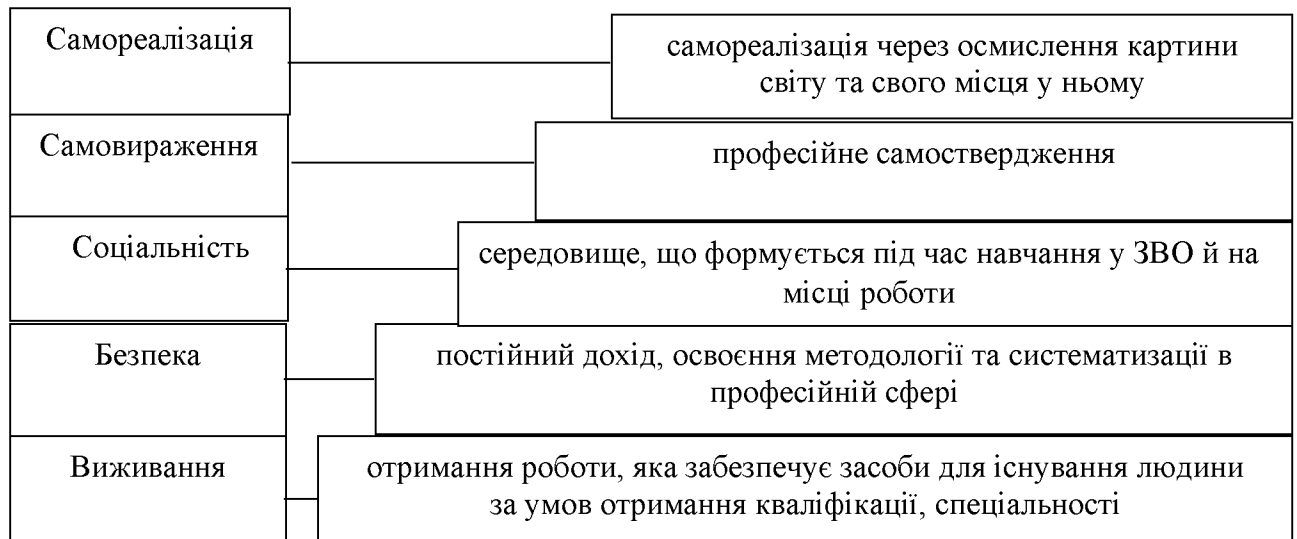 Самореалізація
самореалізація через осмислення картини
світу та свого місця у ньому
Самовираження
професійне самоствердження
Соціальність
середовище, що формується під час навчання у ЗВО й на
місці роботи
Безпека
постійний дохід, освоєння методології та систематизації в
професійній сфері
Виживання
отримання роботи, яка забезпечує засоби для існування людини
за умов отримання кваліфікації, спеціальності